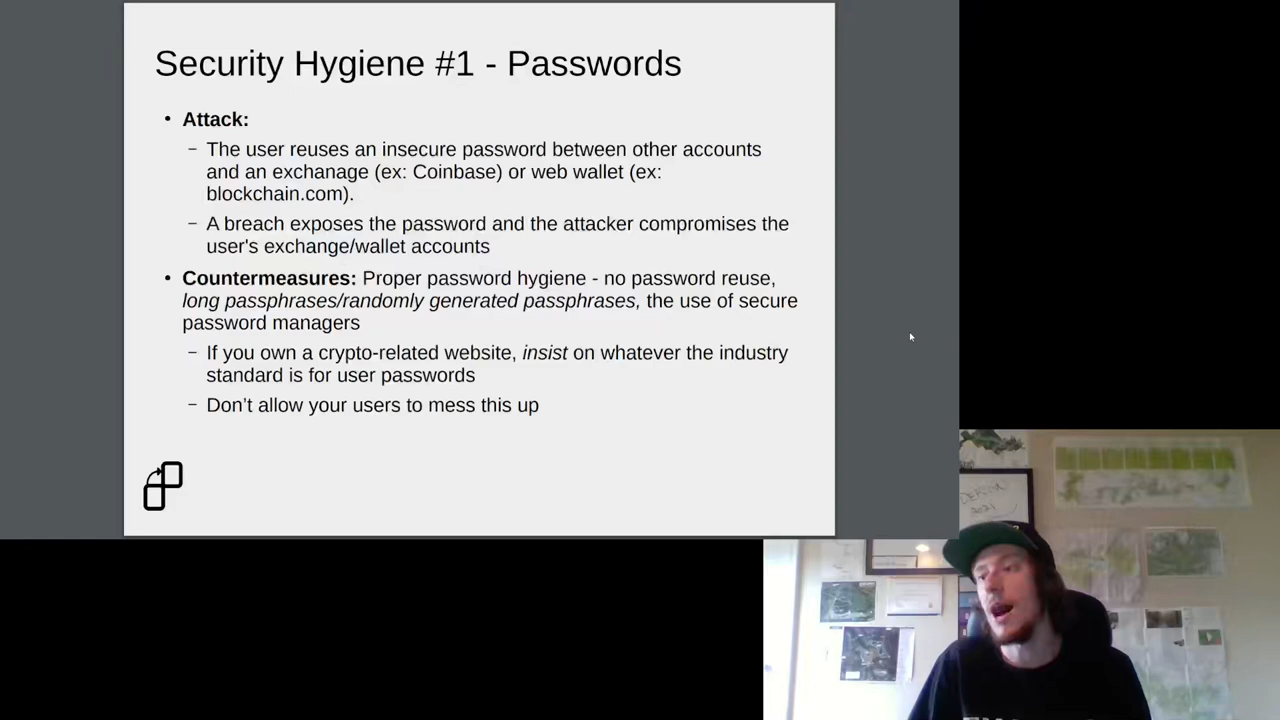 Security Hygiene #1 - Passwords
• Attack:
– The user reuses an insecure password between other accounts
and an exchanage (ex: Coinbase) or web wallet (ex:
blockchain.com).
– A breach exposes the password and the attacker compromises the
user's exchange/wallet accounts
• Countermeasures: Proper password hygiene - no password reuse,
long passphrases/randomly generated passphrases, the use of secure
password managers
– If you own a crypto-related website, insist on whatever the industry
standard is for user passwords
– Don’t allow your users to mess this up
2021